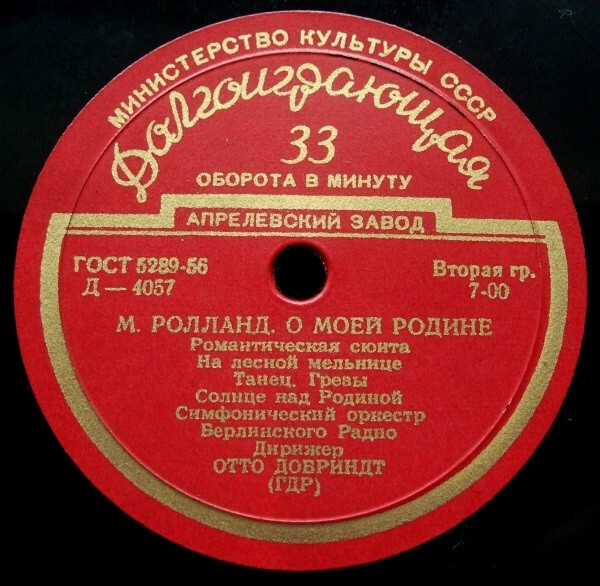 МИНИСТЕРСТВО КУЛЬТУРЫ СССР
Долгоиграющая
33
ОБОРОТА В МИНУТУ
АПРЕЛЕВСКИЙ ЗАВОД
ГОСТ 5289-56
Д — 4057
Вторая гр.
7-00
М. РОЛЛАНД. О МОЕЙ РОДИНЕ
Романтическая сюита
На лесной мельнице
Танец. Грезы
Солнце над Родиной
Симфонический оркестр
Берлинского Радио
Дирижер
ОТТО ДОБРИНДТ
(ГДР)